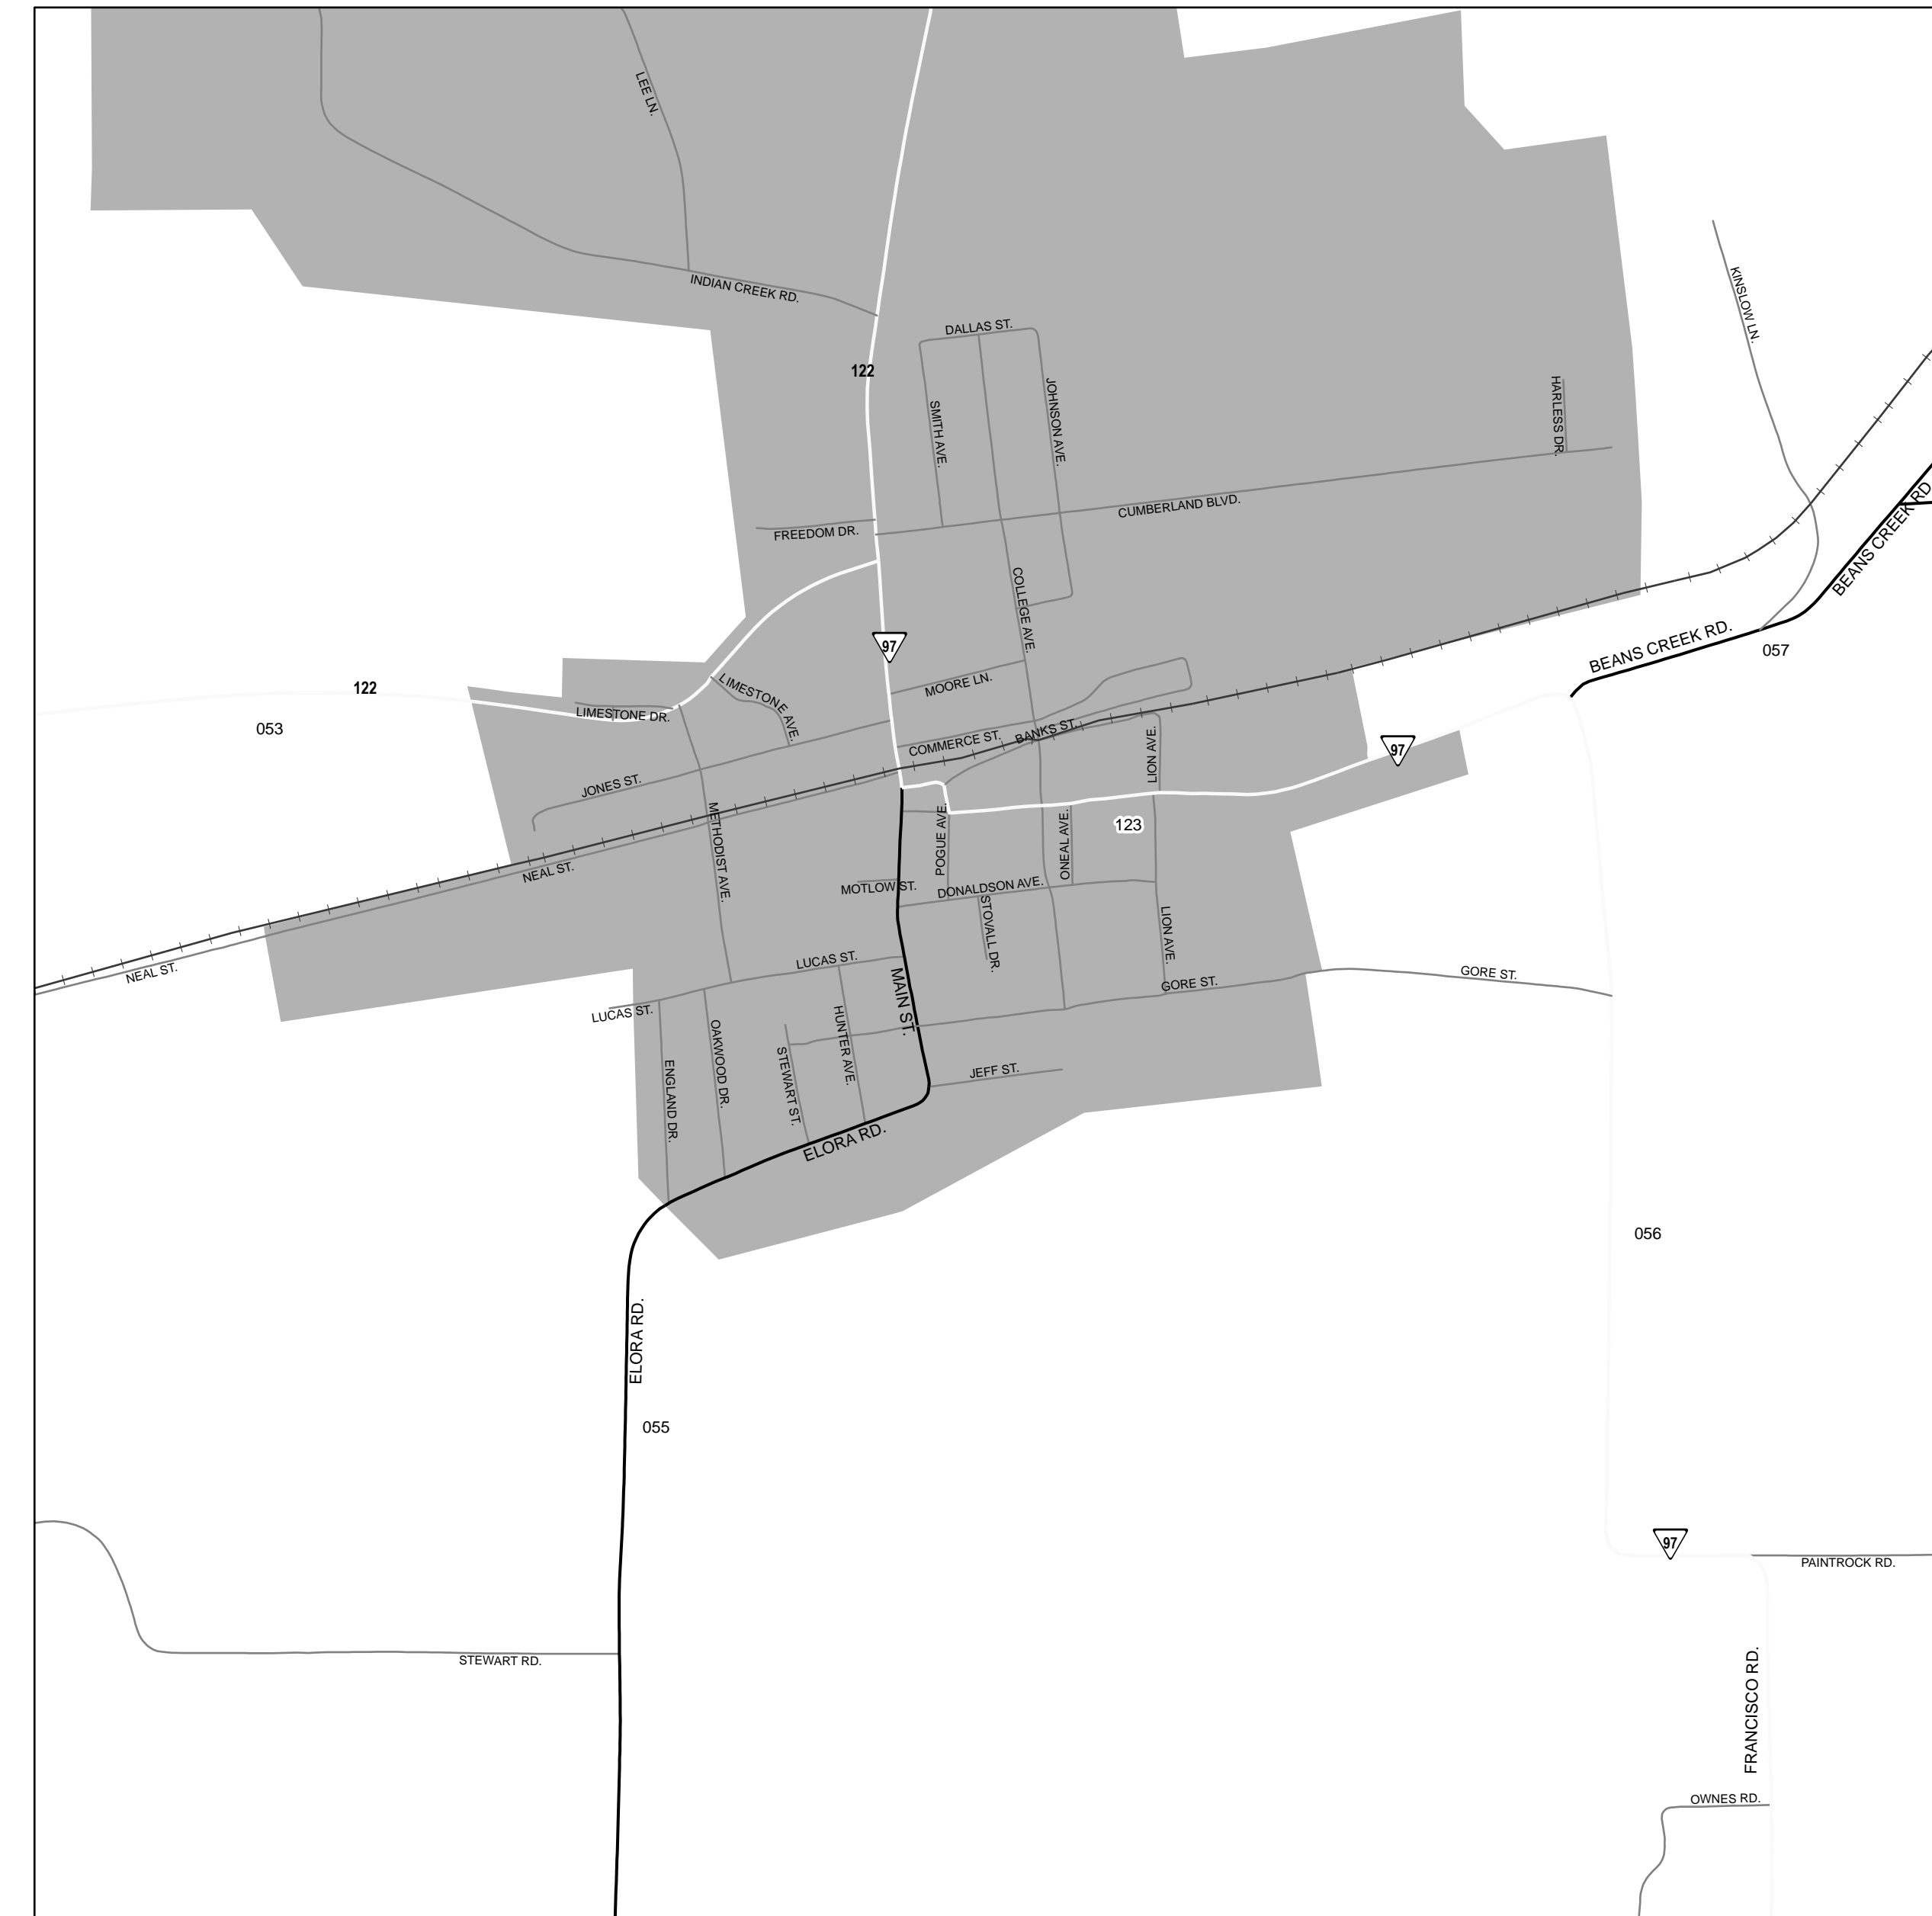 LEE LN.
INDIAN CREEK RD.
KINSLOW LN.
DALLAS ST.
122
SMITH AVE.
JOHNSON AVE.
HARLESS DR.
CUMBERLAND BLVD.
FREEDOM DR.
BEANS CREEK RD
COLLEGE AVE.
97
BEANS CREEK RD.
057
122
053
LIMESTONE DR.
LIMESTONE AVE.
MOORE LN.
COMMERCE ST.
BANKS ST.
LION AVE.
97
JONES ST.
METHODIST AVE.
POGUE AVE.
ONEAL AVE.
123
NEAL ST.
MOTLOW ST.
DONALDSON AVE.
STOVALL DR.
LION AVE.
NEAL ST.
LUCAS ST.
MAIN ST.
GORE ST.
GORE ST.
LUCAS ST.
OAKWOOD DR.
HUNTER AVE.
STEWART ST.
ENGLAND DR.
JEFF ST.
ELORA RD.
056
ELORA RD.
055
97
PAINTROCK RD.
STEWART RD.
FRANCISCO RD.
OWNES RD.